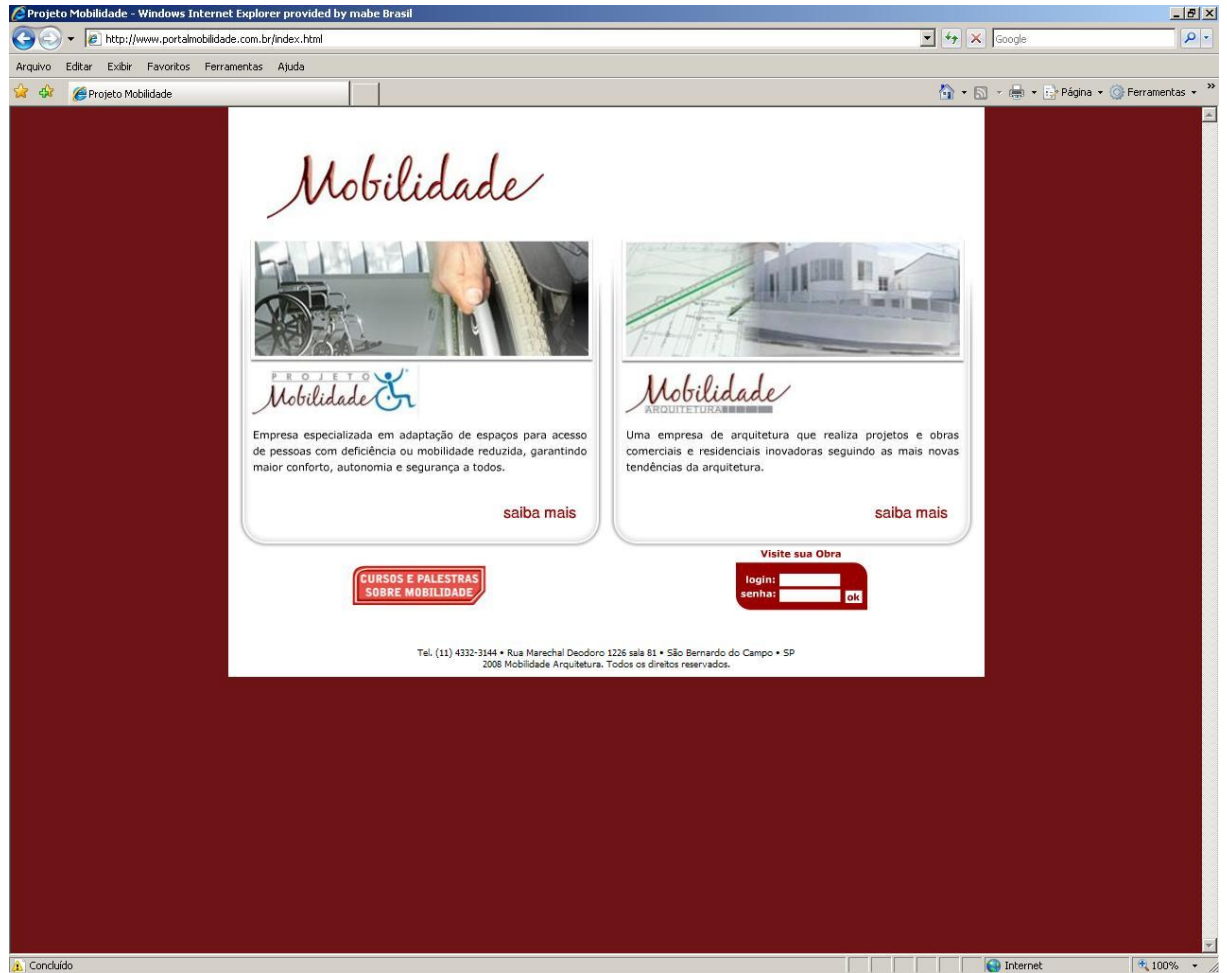 Projeto Mobilidade - Windows Internet Explorer provided by mabe Brasil
http://www.portalmobilidade.com.br/index.html
Google
Arquivo Editar Exibir Favoritos Ferramentas Ajuda
Projeto Mobilidade
Página
Ferramentas
Mobilidade
PROJETO
Mobilidade
Empresa especializada em adaptação de espaços para acesso
de pessoas com deficiência ou mobilidade reduzida, garantindo
maior conforto, autonomia e segurança a todos.
saiba mais
Mobilidade
ARQUITETURA
Uma empresa de arquitetura que realiza projetos e obras
comerciais e residenciais inovadoras seguindo as mais novas
tendências da arquitetura.
saiba mais
CURSOS E PALESTRAS
SOBRE MOBILIDADE
Visite sua Obra
login:
senha:
ok
Tel. (11) 4332-3144 • Rua Marechal Deodoro 1226 sala 81 • São Bernardo do Campo • SP
2008 Mobilidade Arquitetura. Todos os direitos reservados.
Concluído
Internet
100%